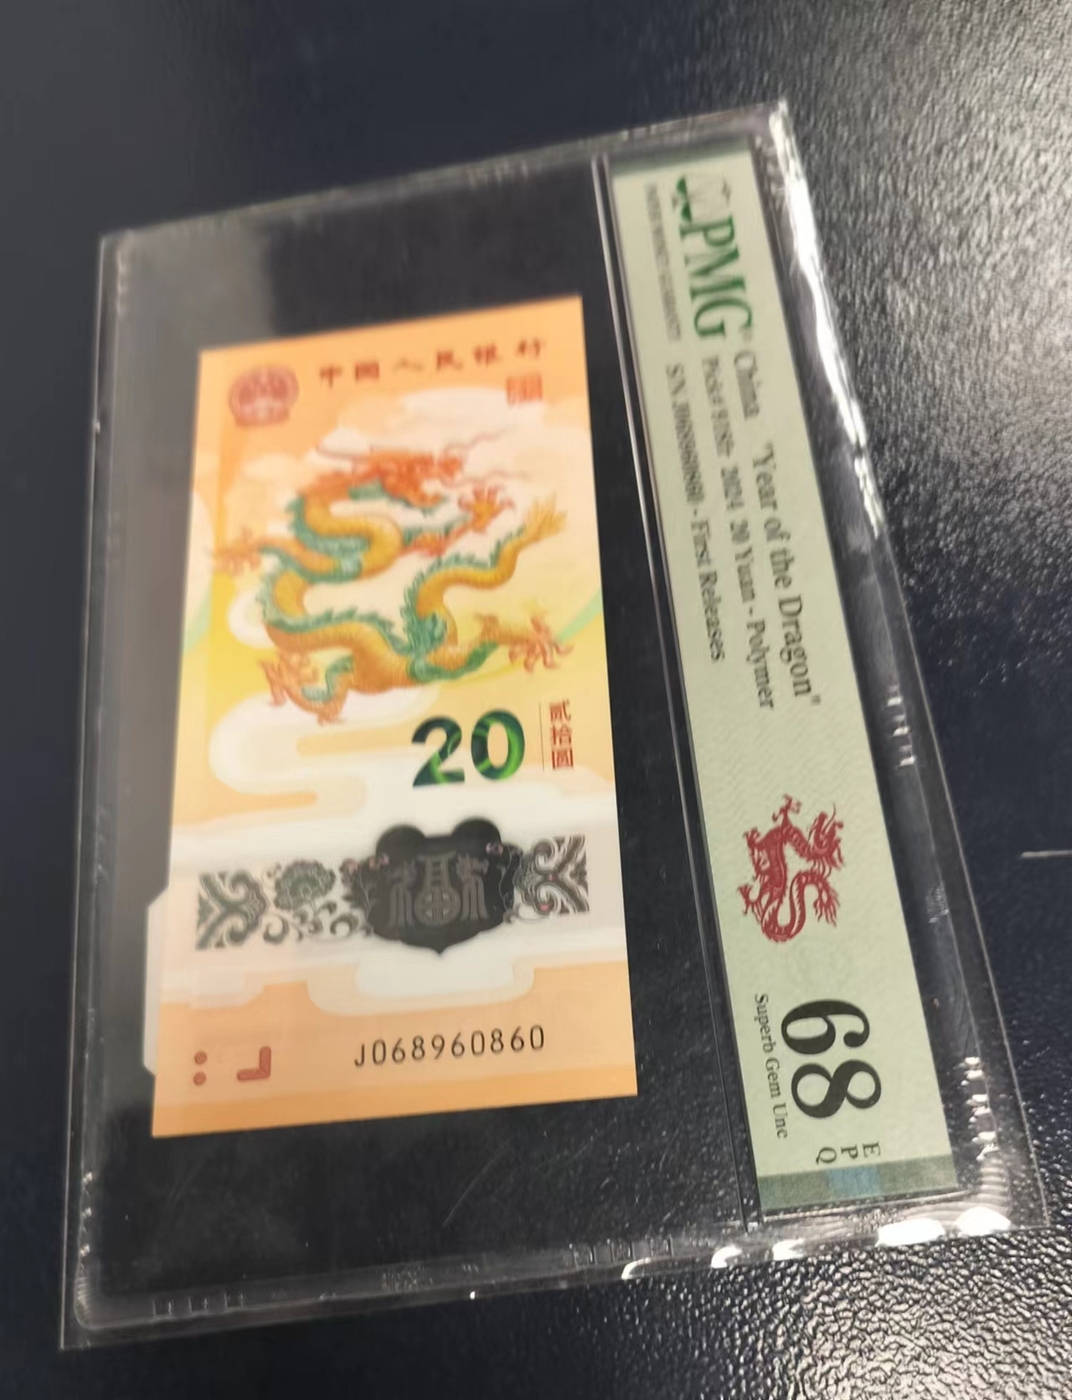 中国人民银行
20
贰拾圆
J068960860
PMG
China "Year of the Dragon"
2024 20 Yuan - Polymer
S/N J068960860 - First Releases
68
EPQ
Superb Gem Unc